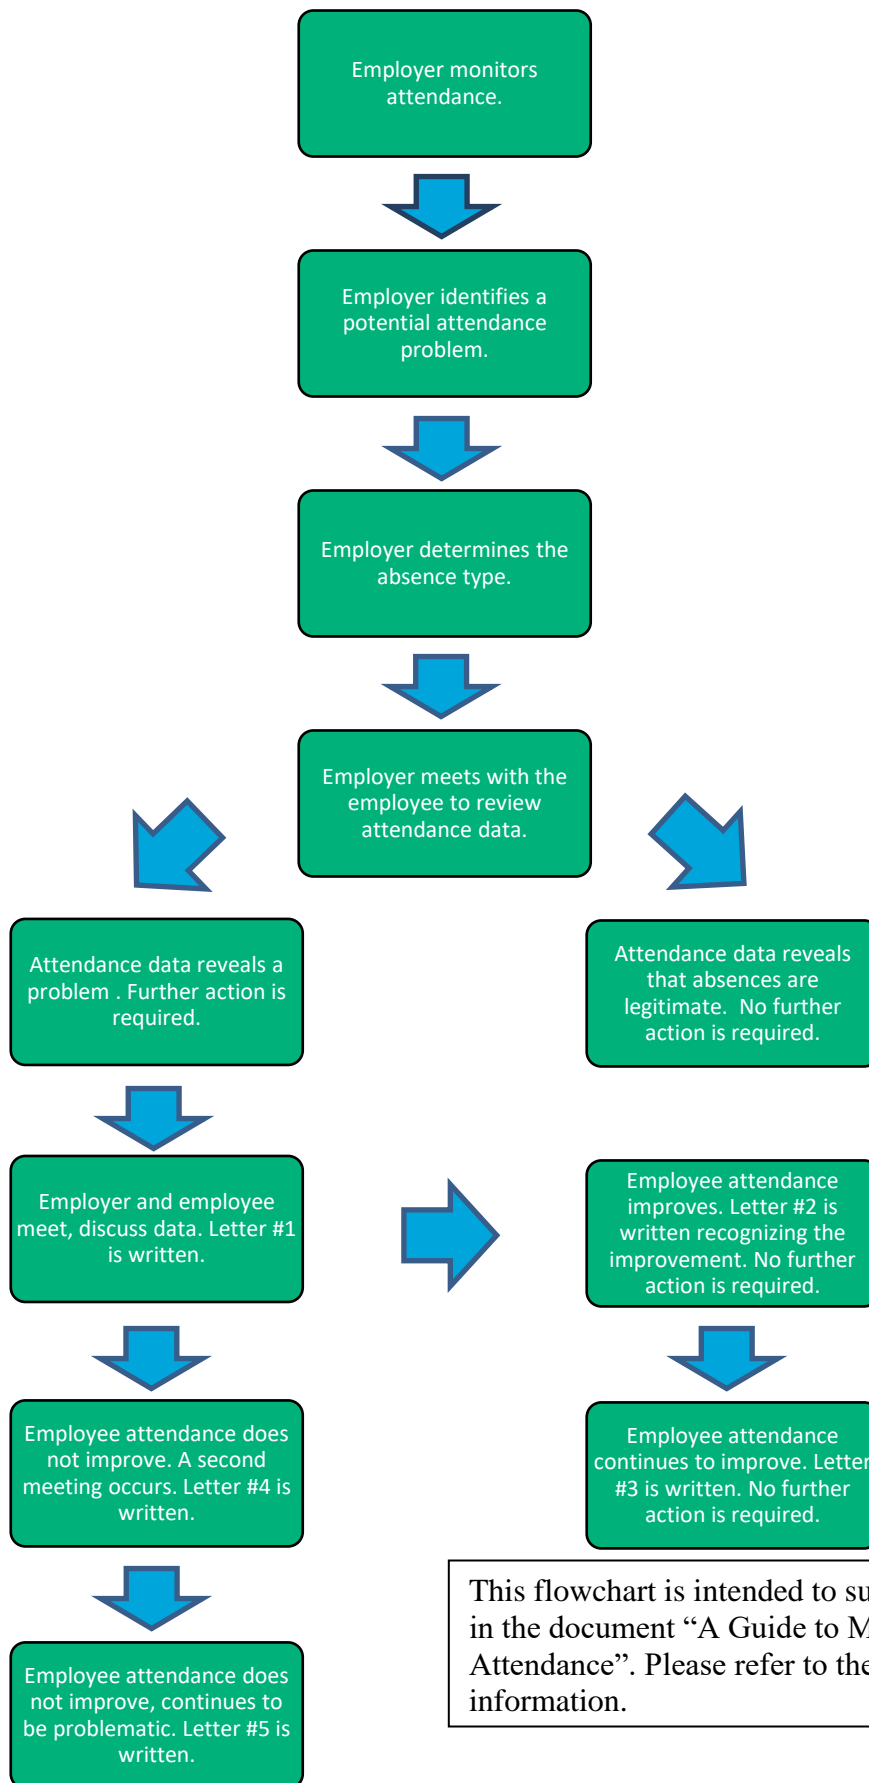 Employer monitors
attendance.
Employer identifies a
potential attendance
problem.
Employer determines the
absence type.
Employer meets with the
employee to review
attendance data.
Attendance data reveals a
problem . Further action is
required.
Attendance data reveals
that absences are
legitimate.  No further
action is required.
Employer and employee
meet, discuss data. Letter #1
is written.
Employee attendance
improves. Letter #2 is
written recognizing the
improvement. No further
action is required.
Employee attendance does
not improve. A second
meeting occurs. Letter #4 is
written.
Employee attendance
continues to improve. Letter
#3 is written. No further
action is required.
This flowchart is intended to
in the document “A Guide to
Attendance”. Please refer to the
information.
Employee attendance does
not improve, continues to
be problematic. Letter #5 is
written.